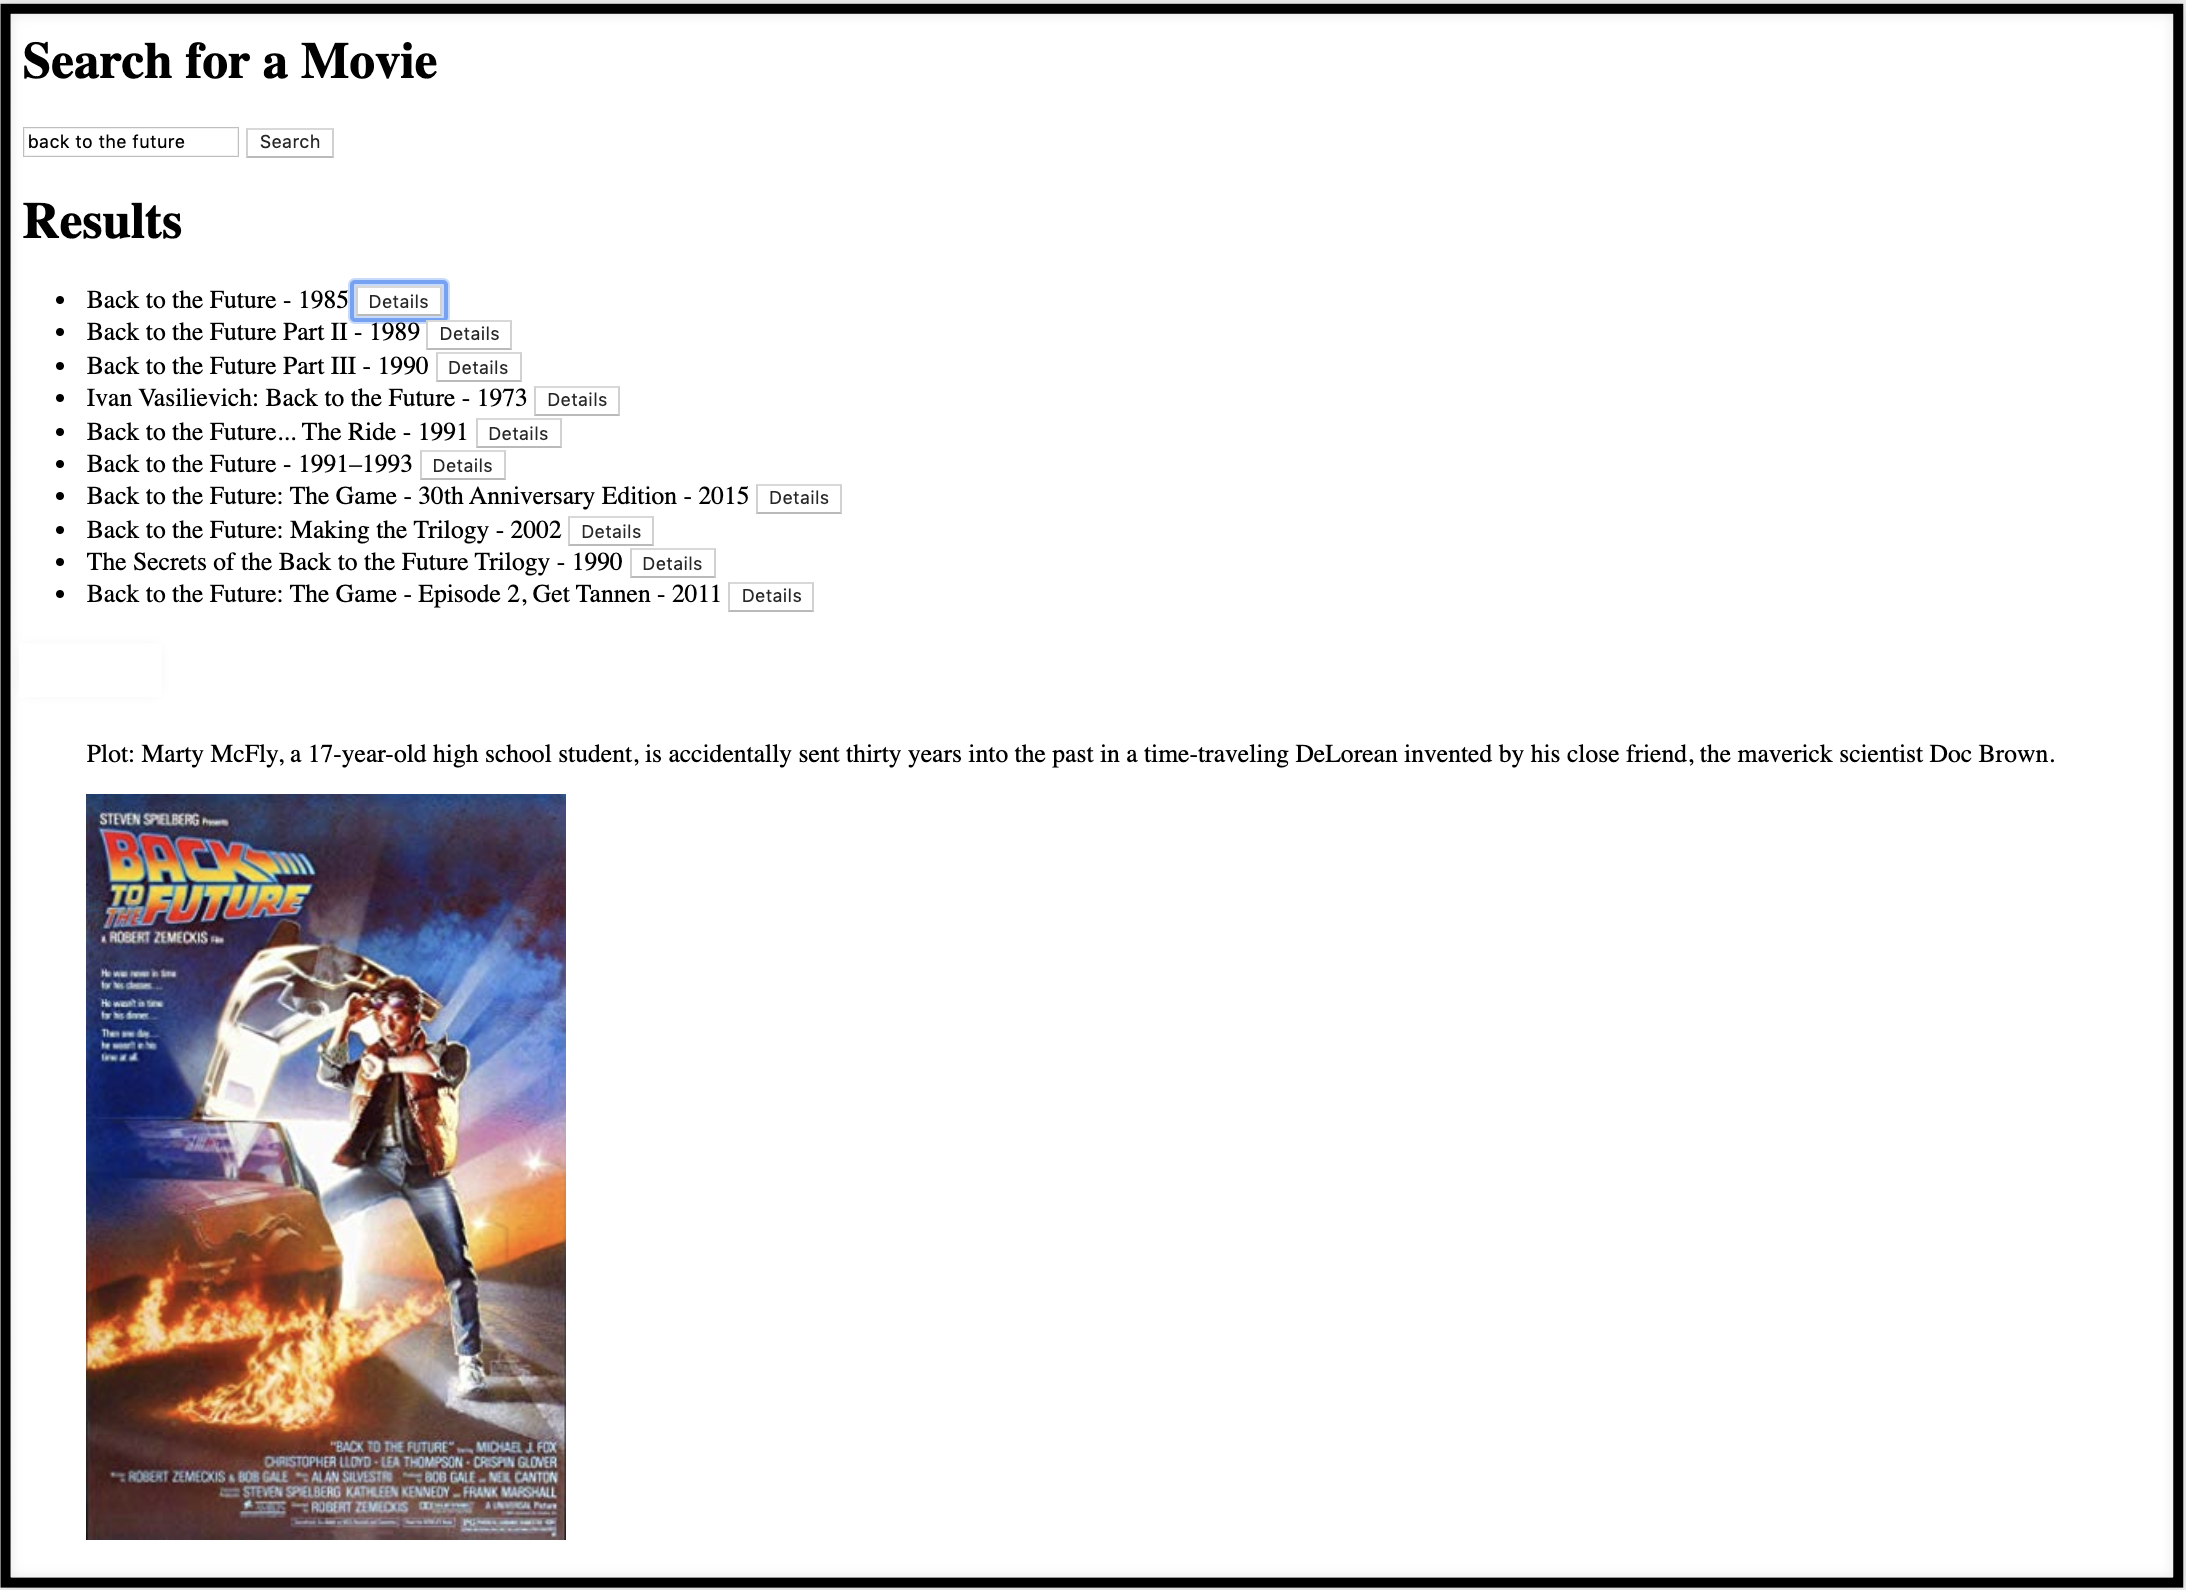 Search for a Movie
back to the future Search
Results
• Back to the Future - 1985 Details
• Back to the Future Part II - 1989 Details
• Back to the Future Part III - 1990 Details
• Ivan Vasilievich: Back to the Future - 1973 Details
• Back to the Future... The Ride - 1991 Details
• Back to the Future - 1991–1993 Details
• Back to the Future: The Game - 30th Anniversary Edition - 2015 Details
• Back to the Future: Making the Trilogy - 2002 Details
• The Secrets of the Back to the Future Trilogy - 1990 Details
• Back to the Future: The Game - Episode 2, Get Tannen - 2011 Details
Plot: Marty McFly, a 17-year-old high school student, is accidentally sent thirty years into the past in a time-traveling DeLorean invented by his close friend, the maverick scientist Doc Brown.
STEVEN SPIELBERG Presents
BACK
TO THE FUTURE
A ROBERT ZEMECKIS Film
He was never in time
for his classes...
He wasn't in time
for his dinner...
Then one day...
he wasn't in his
time at all.
"BACK TO THE FUTURE" MICHAEL J. FOX
CHRISTOPHER LLOYD - LEA THOMPSON - CRISPIN GLOVER
ROBERT ZEMECKIS & BOB GALE ALAN SILVESTRI BOB GALE NEIL CANTON
STEVEN SPIELBERG KATHLEEN KENNEDY FRANK MARSHALL
ROBERT ZEMECKIS A UNIVERSAL Picture